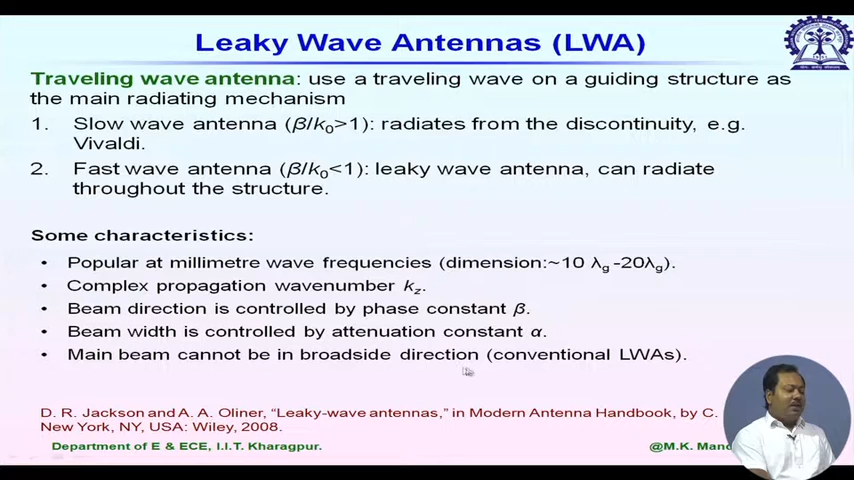 Leaky Wave Antennas (LWA)
Traveling wave antenna: use a traveling wave on a guiding structure as
the main radiating mechanism
1. Slow wave antenna (β/k₀>1): radiates from the discontinuity, e.g.
Vivaldi.
2. Fast wave antenna (β/k₀<1): leaky wave antenna, can radiate
throughout the structure.
Some characteristics:
• Popular at millimetre wave frequencies (dimension:~10 λg -20λg).
• Complex propagation wavenumber kz.
• Beam direction is controlled by phase constant β.
• Beam width is controlled by attenuation constant α.
• Main beam cannot be in broadside direction (conventional LWAs).
D. R. Jackson and A. A. Oliner, “Leaky-wave antennas,” in Modern Antenna Handbook, by C.
New York, NY, USA: Wiley, 2008.
Department of E & ECE, I.I.T. Kharagpur.
@M.K.